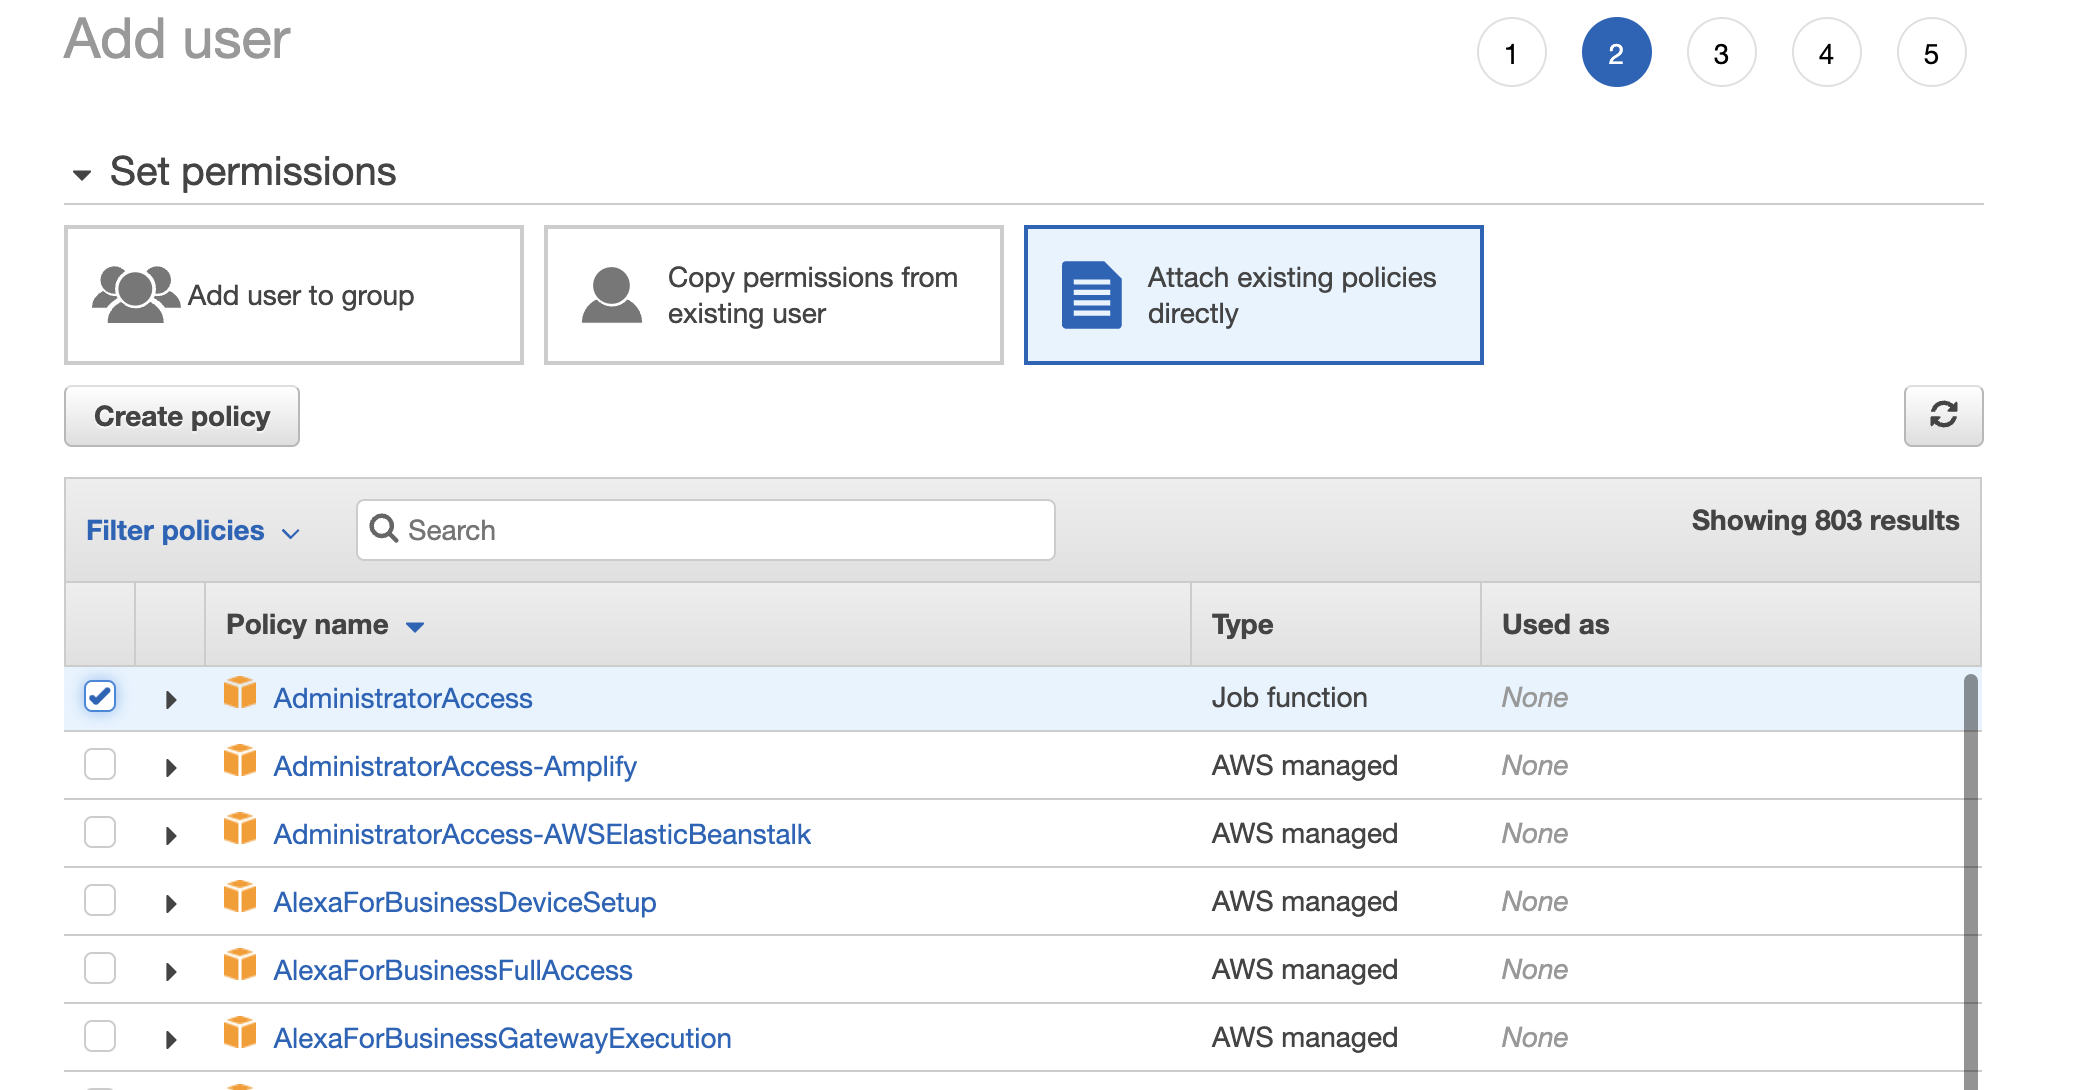 Add user
1 2 3 4 5
Set permissions
Add user to group
Copy permissions from
existing user
Attach existing policies
directly
Create policy
Filter policies
Search
Showing 803 results
Policy name Type Used as
AdministratorAccess Job function None
AdministratorAccess-Amplify AWS managed None
AdministratorAccess-AWSElasticBeanstalk AWS managed None
AlexaForBusinessDeviceSetup AWS managed None
AlexaForBusinessFullAccess AWS managed None
AlexaForBusinessGatewayExecution AWS managed None